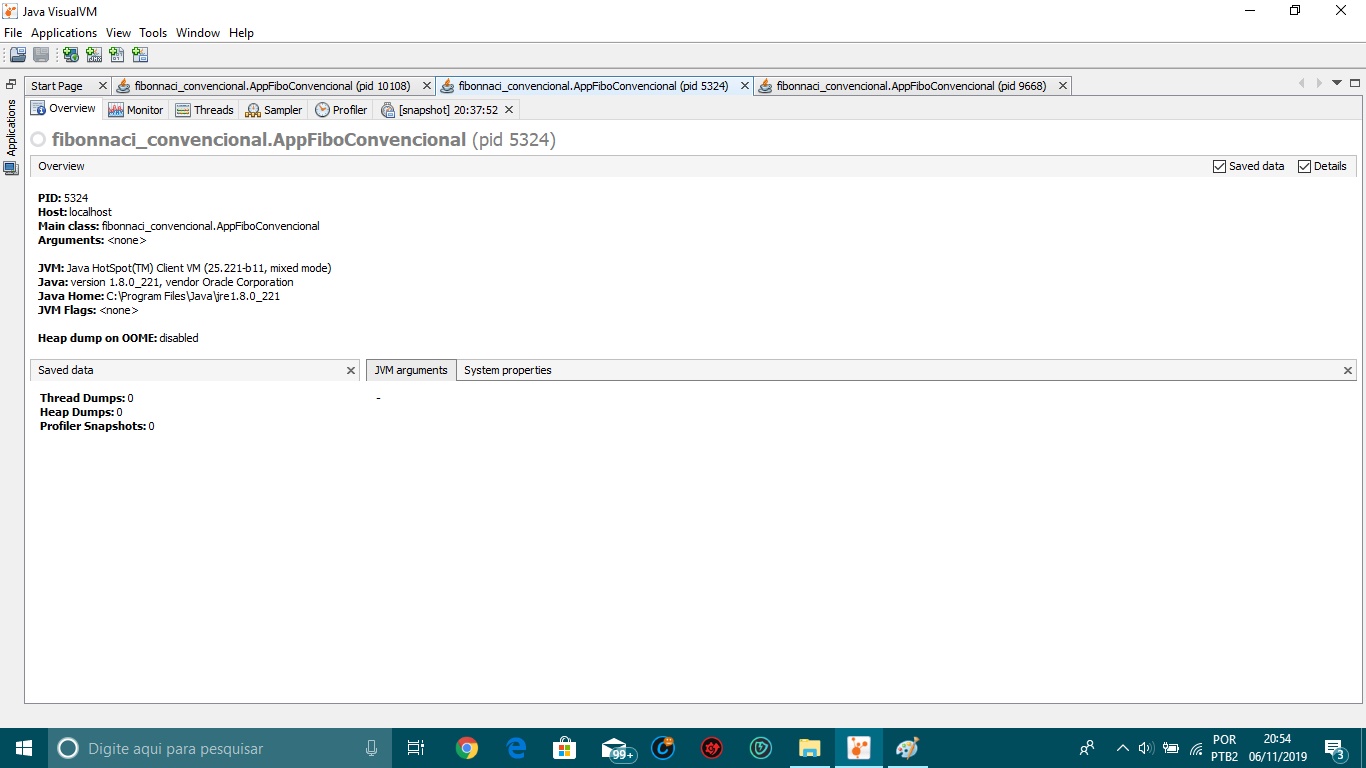 Java VisualVM
File Applications View Tools Window Help
Start Page fibonnaci_convencional.AppFiboConvencional (pid 10108) fibonnaci_convencional.AppFiboConvencional (pid 5324) fibonnaci_convencional.AppFiboConvencional (pid 9668)
Applications
Overview Monitor Threads Sampler Profiler [snapshot] 20:37:52
fibonnaci_convencional.AppFiboConvencional (pid 5324)
Overview Saved data Details
PID: 5324
Host: localhost
Main class: fibonnaci_convencional.AppFiboConvencional
Arguments: <none>
JVM: Java HotSpot(TM) Client VM (25.221-b11, mixed mode)
Java: version 1.8.0_221, vendor Oracle Corporation
Java Home: C:\Program Files\Java\jre1.8.0_221
JVM Flags: <none>
Heap dump on OOME: disabled
Saved data JVM arguments System properties
Thread Dumps: 0 -
Heap Dumps: 0
Profiler Snapshots: 0
Digite aqui para pesquisar 99+ POR 20:54
PTB2 06/11/2019 3